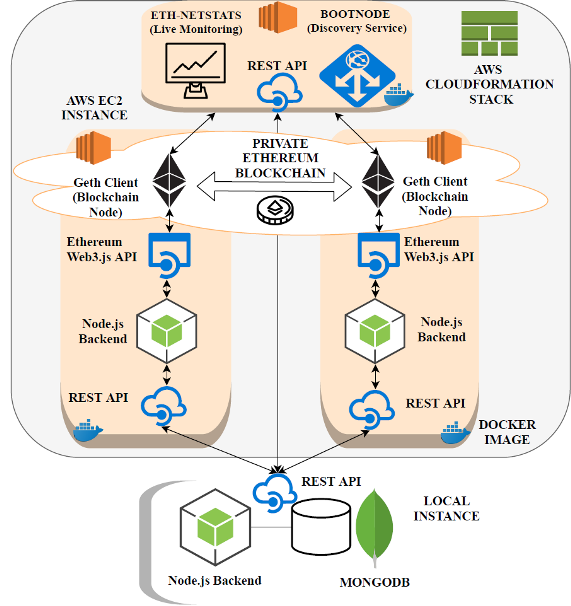 ETH-NETSTATS
(Live Monitoring)
BOOTNODE
(Discovery Service)
REST API
AWS
CLOUDFORMATION
STACK
AWS EC2
INSTANCE
PRIVATE
ETHEREUM
BLOCKCHAIN
Geth Client
(Blockchain
Node)
Geth Client
(Blockchain
Node)
Ethereum
Web3.js API
Ethereum
Web3.js API
Node.js
Backend
Node.js
Backend
REST API
REST API
DOCKER
IMAGE
REST API
LOCAL
INSTANCE
Node.js Backend
MONGODB